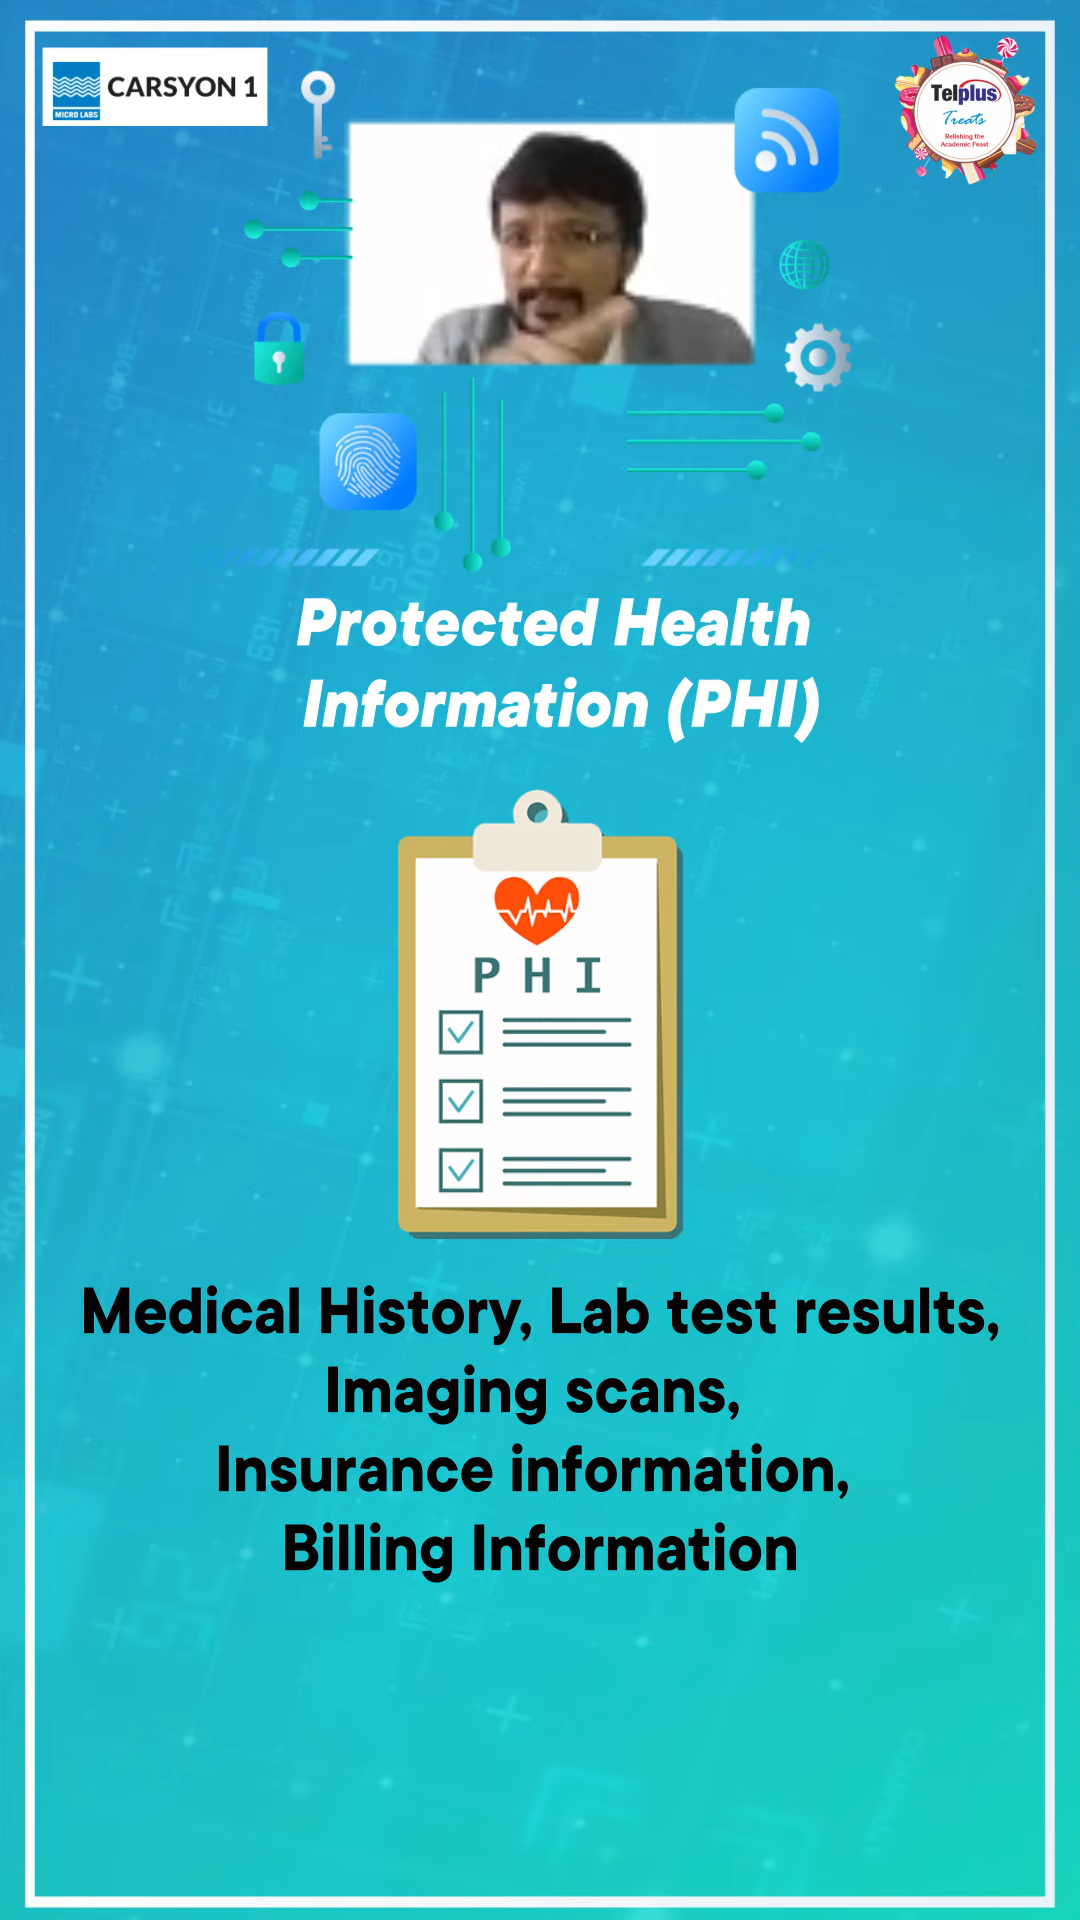 MICRO LABS
CARSYON 1
Telplus
Treats
Relishing the
Academic Feast
Protected Health
Information (PHI)
PHI
Medical History, Lab test results,
Imaging scans,
Insurance information,
Billing Information